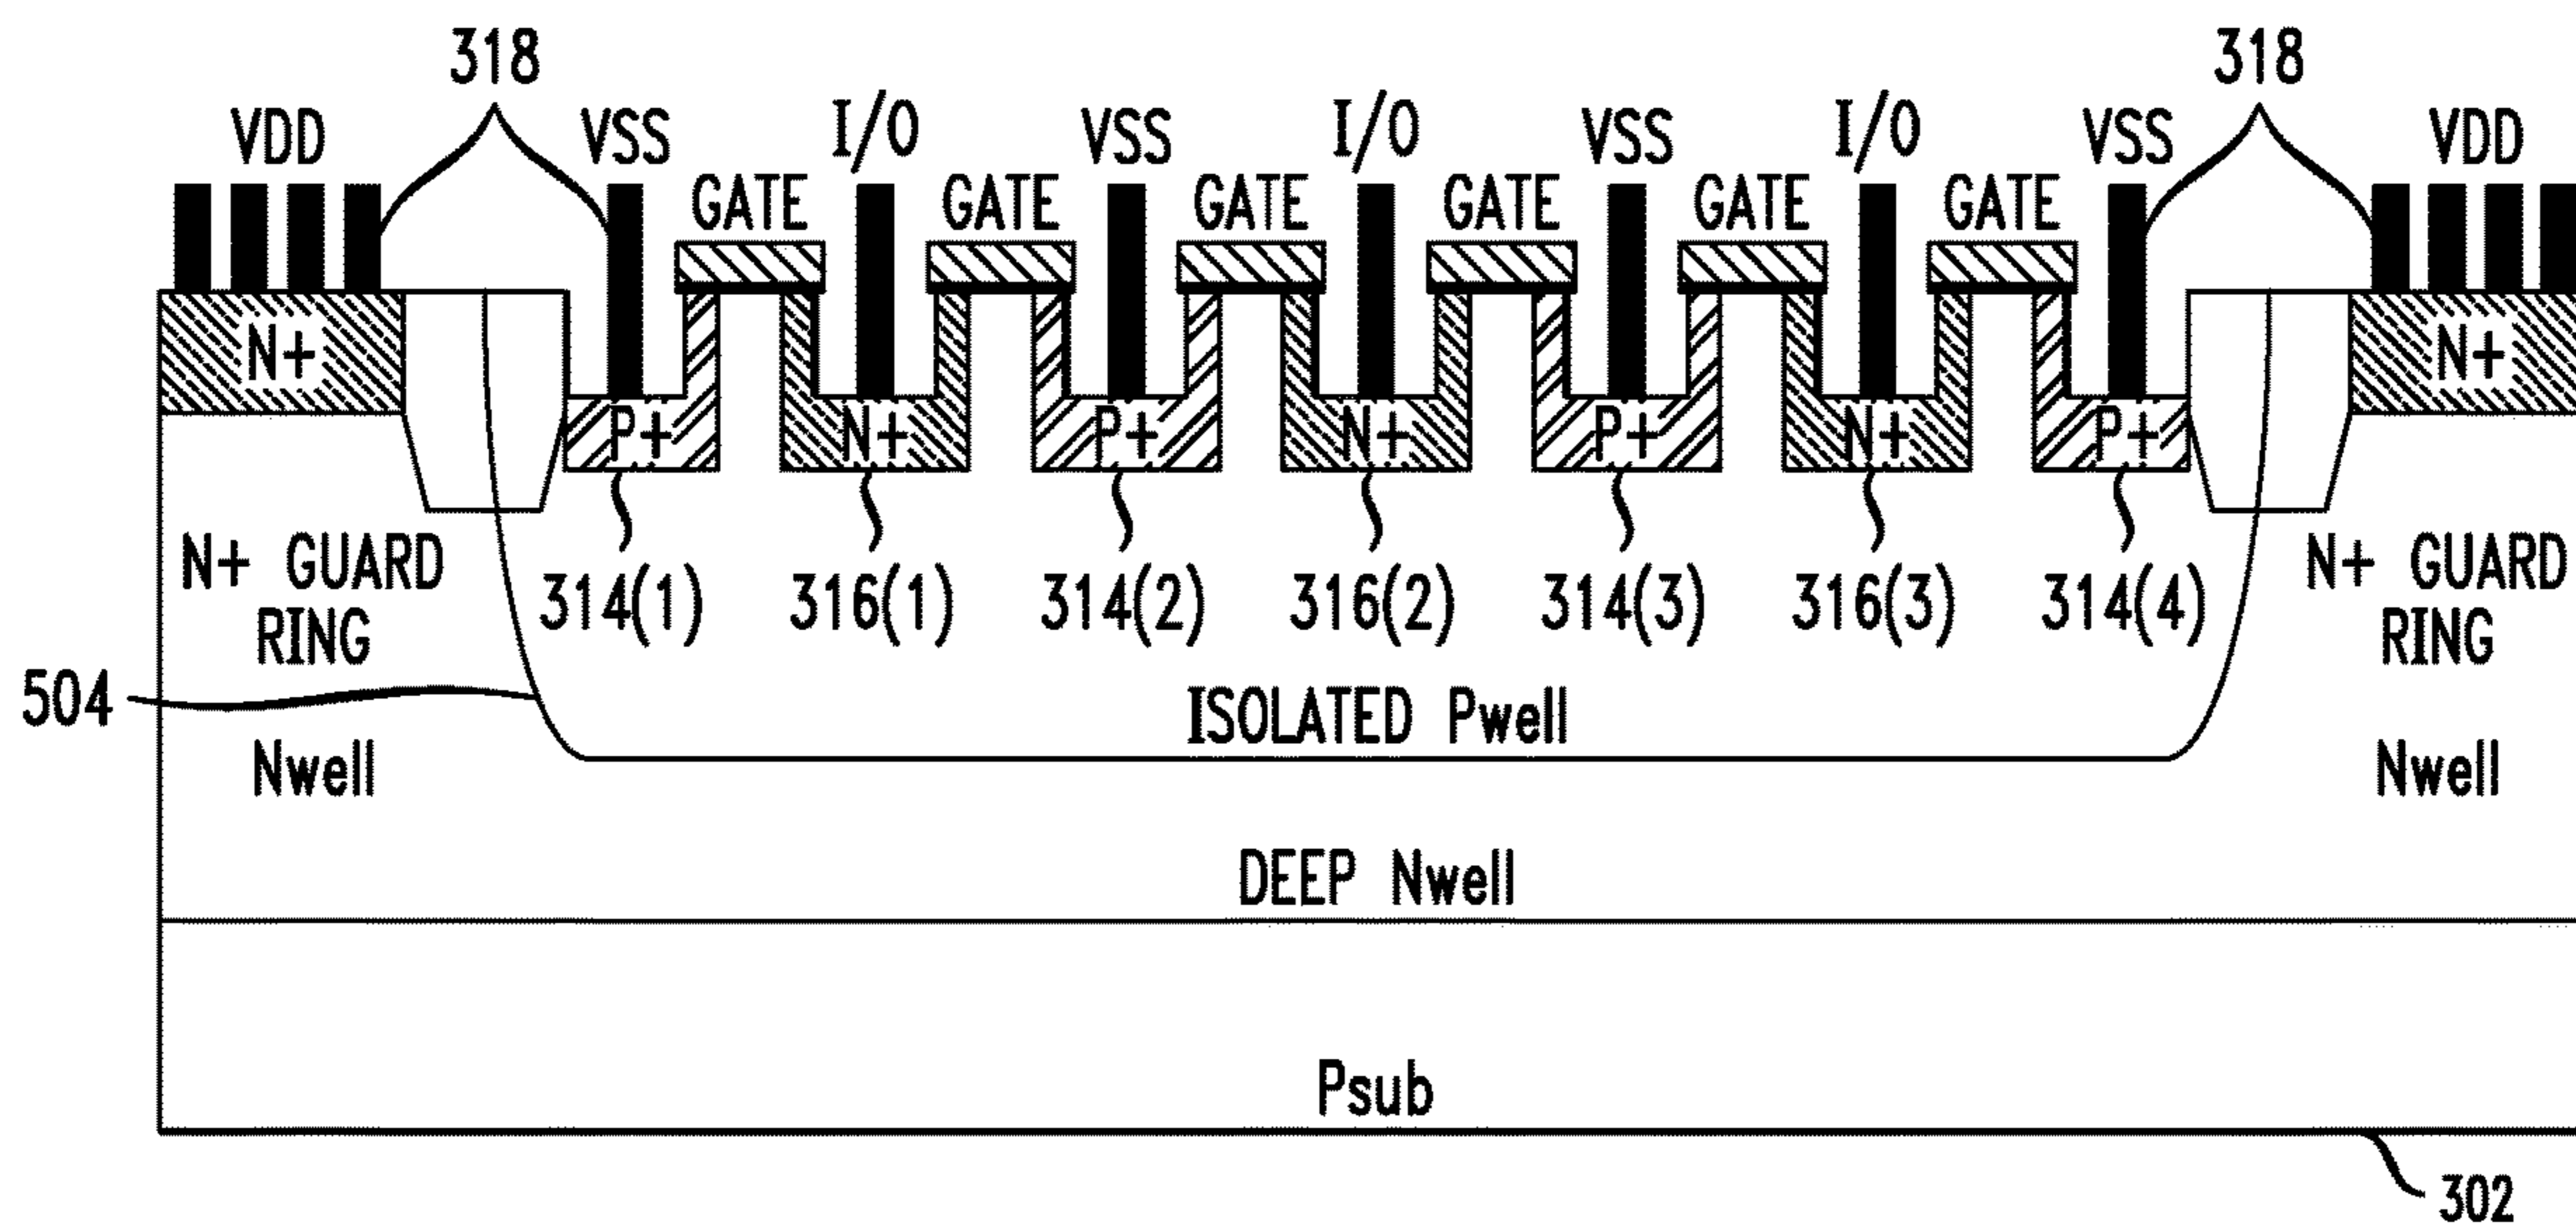 318 318
VDD VSS I/O VSS I/O VSS I/O VSS VDD
GATE GATE GATE GATE GATE GATE
N+ N+
P+ N+ P+ N+ P+ N+ P+
N+ GUARD N+ GUARD
314(1) 316(1) 314(2) 316(2) 314(3) 316(3) 314(4)
RING RING
504 ISOLATED Pwell
Nwell Nwell
DEEP Nwell
Psub
302